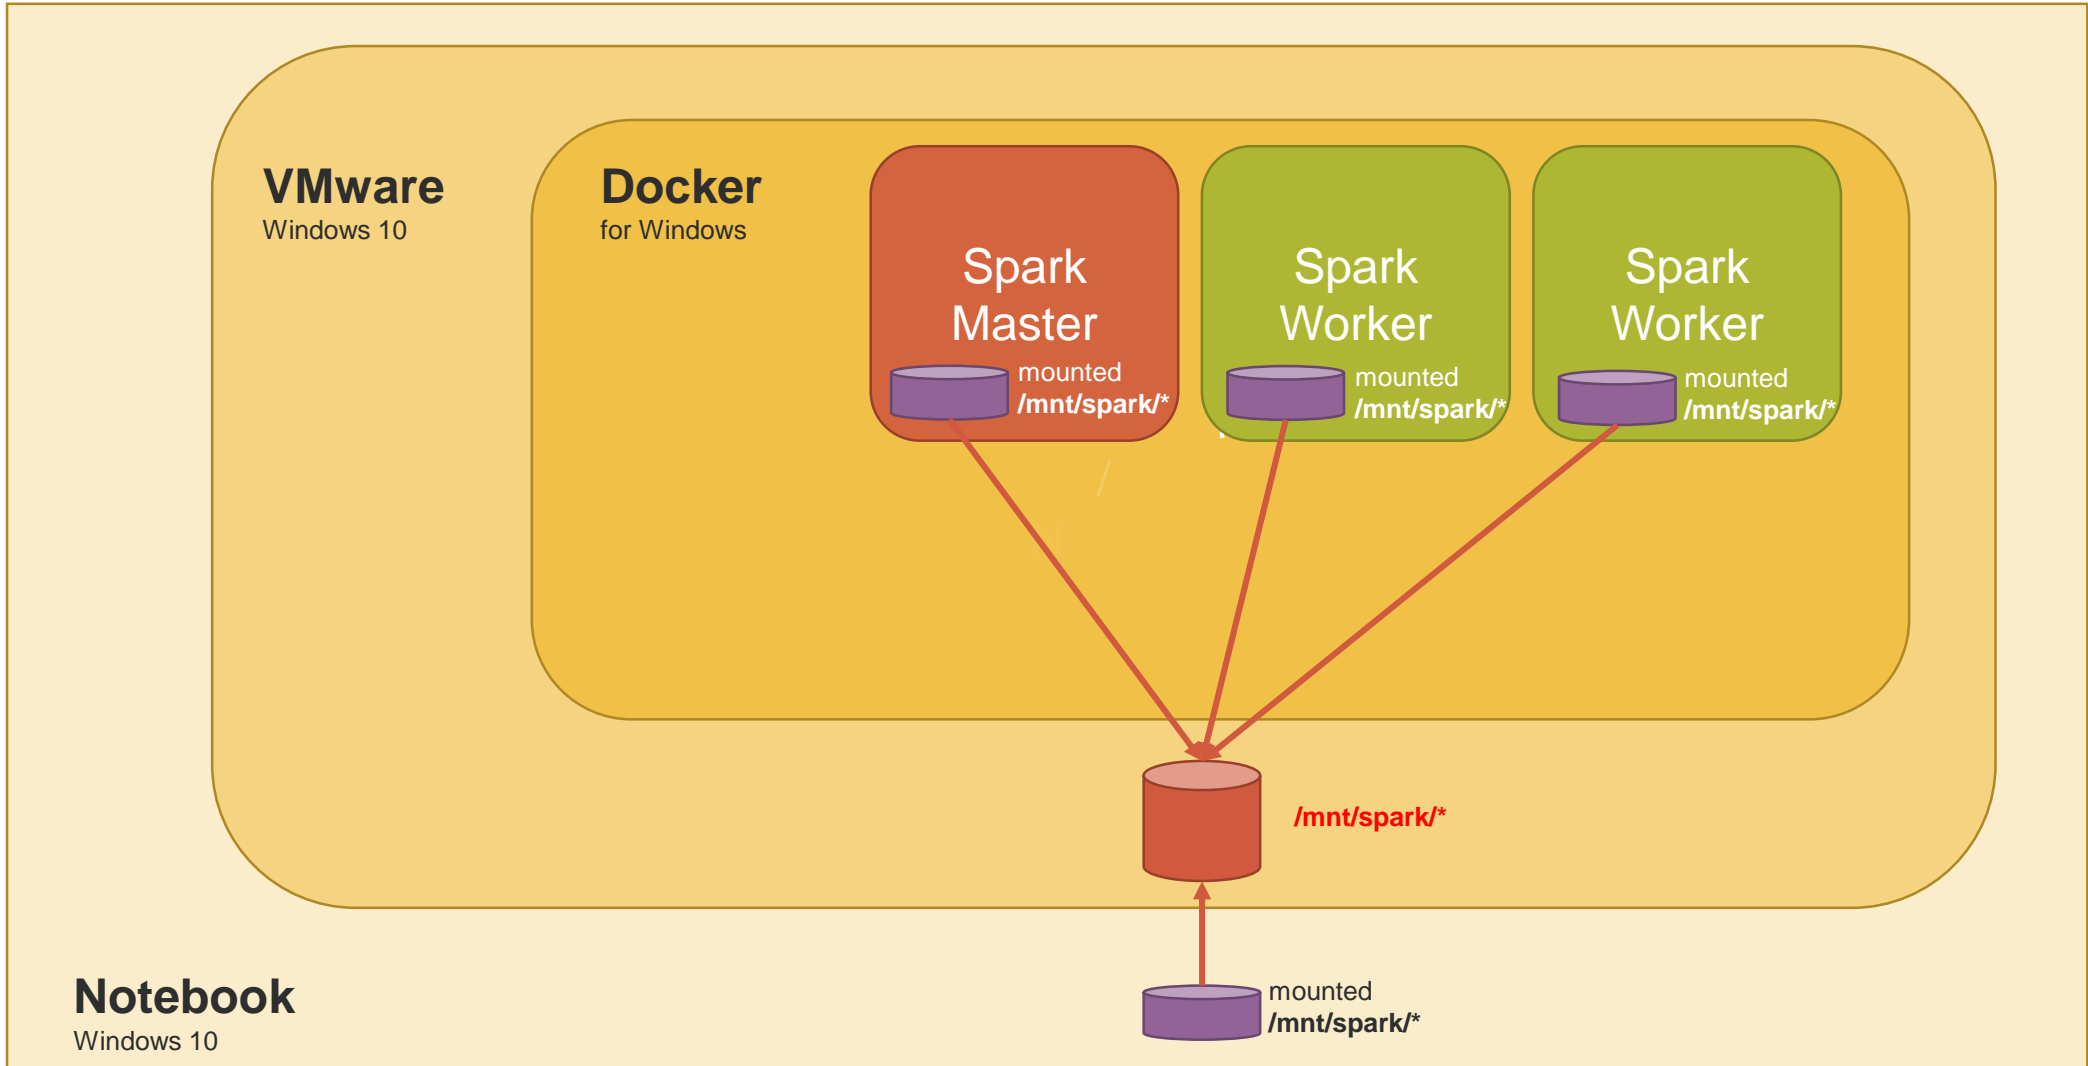 VMware
Windows 10
Docker
for Windows
Spark
Master
mounted
/mnt/spark/*
Spark
Worker
mounted
/mnt/spark/*
Spark
Worker
mounted
/mnt/spark/*
/mnt/spark/*
Notebook
Windows 10
mounted
/mnt/spark/*